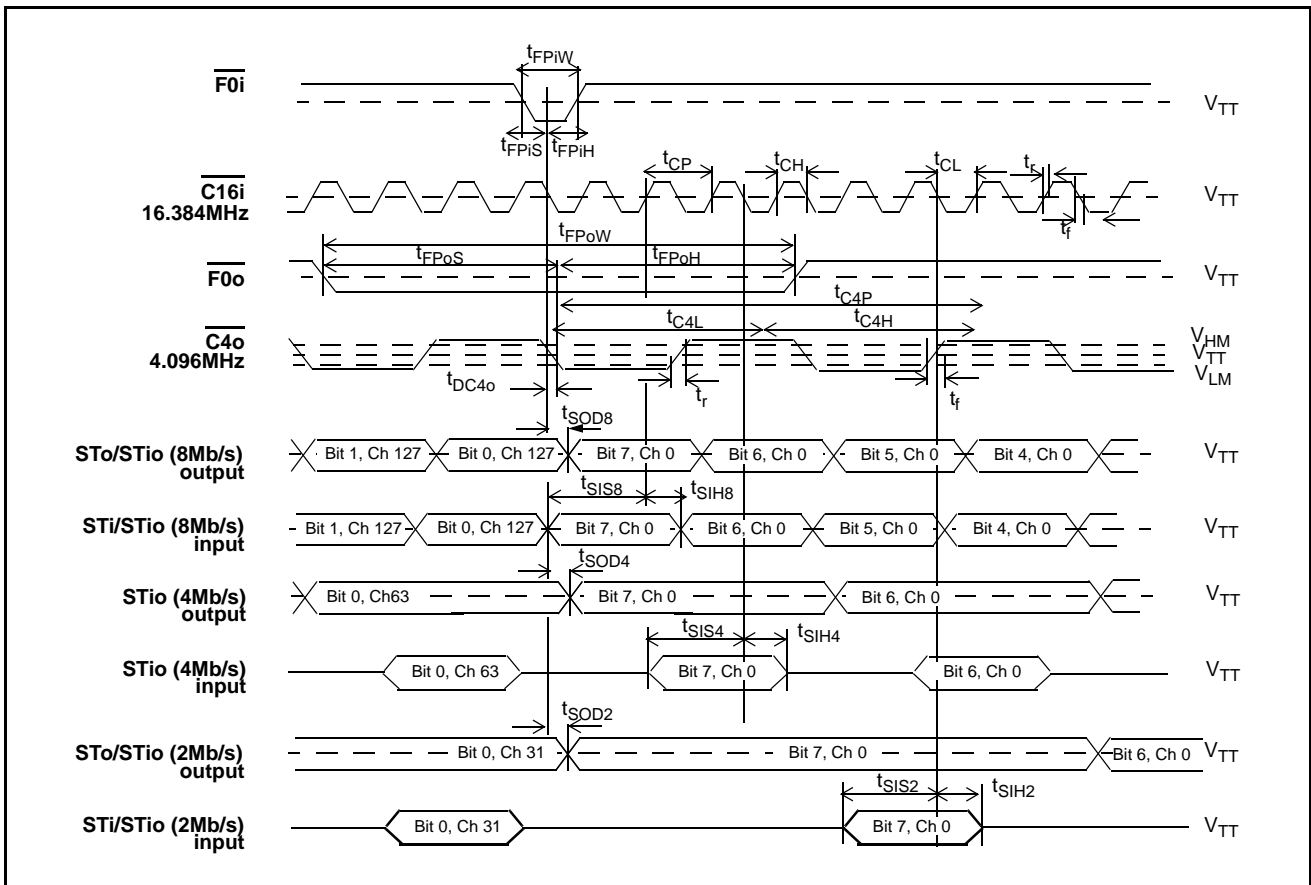 tFPiW
F0i
VTT
tFPiS
tFPiH
tCP
tCH
tCL
tr
C16i
16.384MHz
VTT
tf
tFPoW
tFPoS
tFPoH
F0o
VTT
tC4P
tC4L
tC4H
C4o
4.096MHz
VHM
VTT
VLM
tDC4o
tr
tf
tSOD8
STo/STio (8Mb/s)
output
Bit 1, Ch 127
Bit 0, Ch 127
Bit 7, Ch 0
Bit 6, Ch 0
Bit 5, Ch 0
Bit 4, Ch 0
VTT
tSIS8
tSIH8
STi/STio (8Mb/s)
input
Bit 1, Ch 127
Bit 0, Ch 127
Bit 7, Ch 0
Bit 6, Ch 0
Bit 5, Ch 0
Bit 4, Ch 0
VTT
tSOD4
STio (4Mb/s)
output
Bit 0, Ch63
Bit 7, Ch 0
Bit 6, Ch 0
VTT
tSIS4
tSIH4
STio (4Mb/s)
input
Bit 0, Ch 63
Bit 7, Ch 0
Bit 6, Ch 0
VTT
tSOD2
STo/STio (2Mb/s)
output
Bit 0, Ch 31
Bit 7, Ch 0
Bit 6, Ch 0
VTT
tSIS2
tSIH2
STi/STio (2Mb/s)
input
Bit 0, Ch 31
Bit 7, Ch 0
VTT